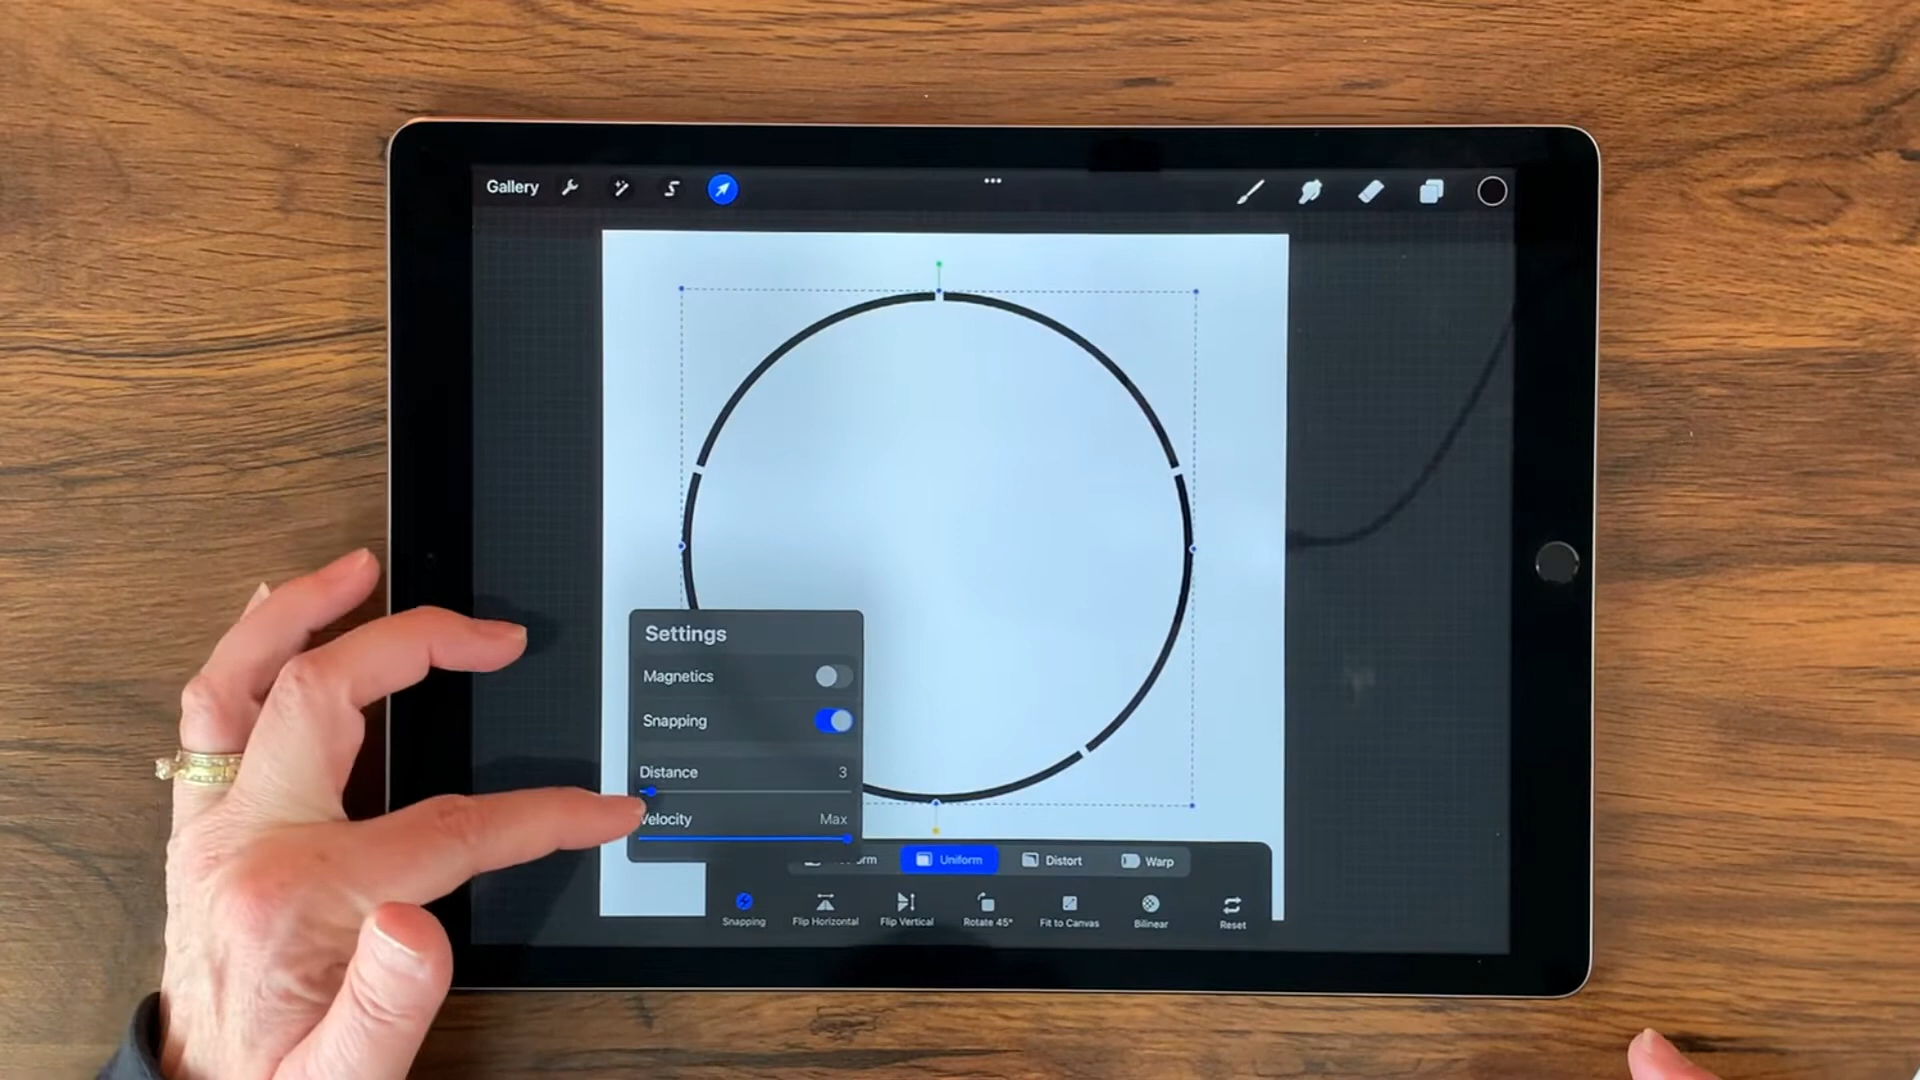 Gallery
Settings
Magnetics
Snapping
Distance 3
Velocity Max
Uniform Distort Warp
Snapping Flip Horizontal Flip Vertical Rotate 45° Fit to Canvas Bilinear Reset